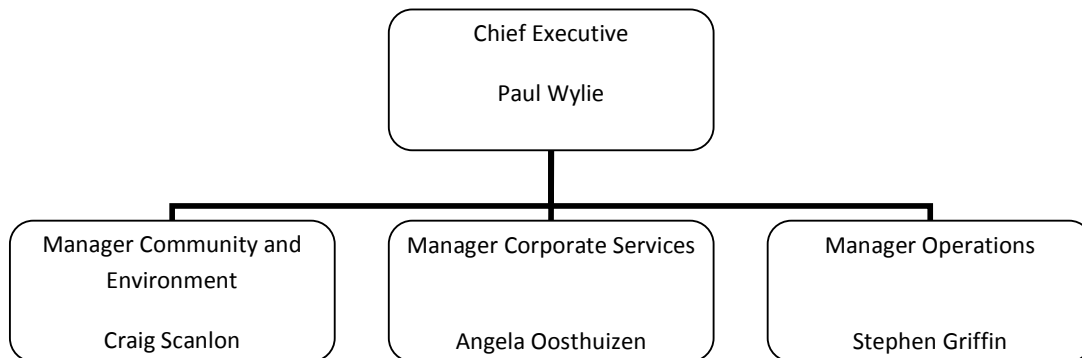 Chief Executive
Paul Wylie
Manager Community and
Environment
Craig Scanlon
Manager Corporate Services
Angela Oosthuizen
Manager Operations
Stephen Griffin